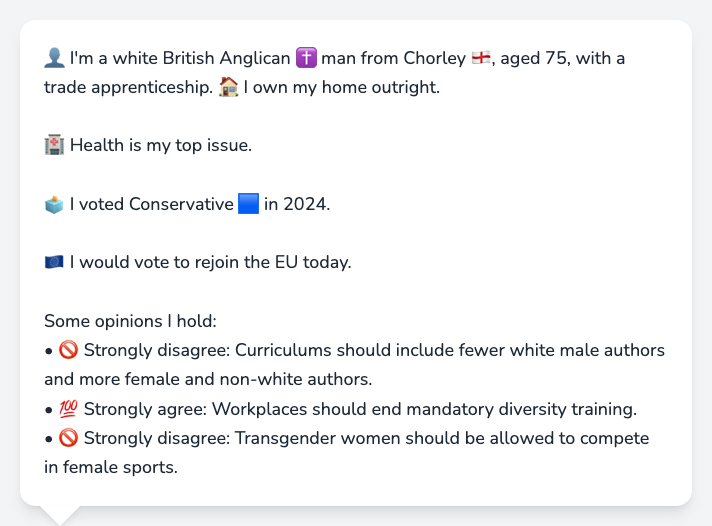 👤 I'm a white British Anglican ✝️ man from Chorley 🏴󠁧󠁢󠁥󠁮󠁧󠁿, aged 75, with a
trade apprenticeship. 🏠 I own my home outright.
🏥 Health is my top issue.
🗳️ I voted Conservative 🟦 in 2024.
🇪🇺 I would vote to rejoin the EU today.
Some opinions I hold:
• 🚫 Strongly disagree: Curriculums should include fewer white male authors
and more female and non-white authors.
• 💯 Strongly agree: Workplaces should end mandatory diversity training.
• 🚫 Strongly disagree: Transgender women should be allowed to compete
in female sports.